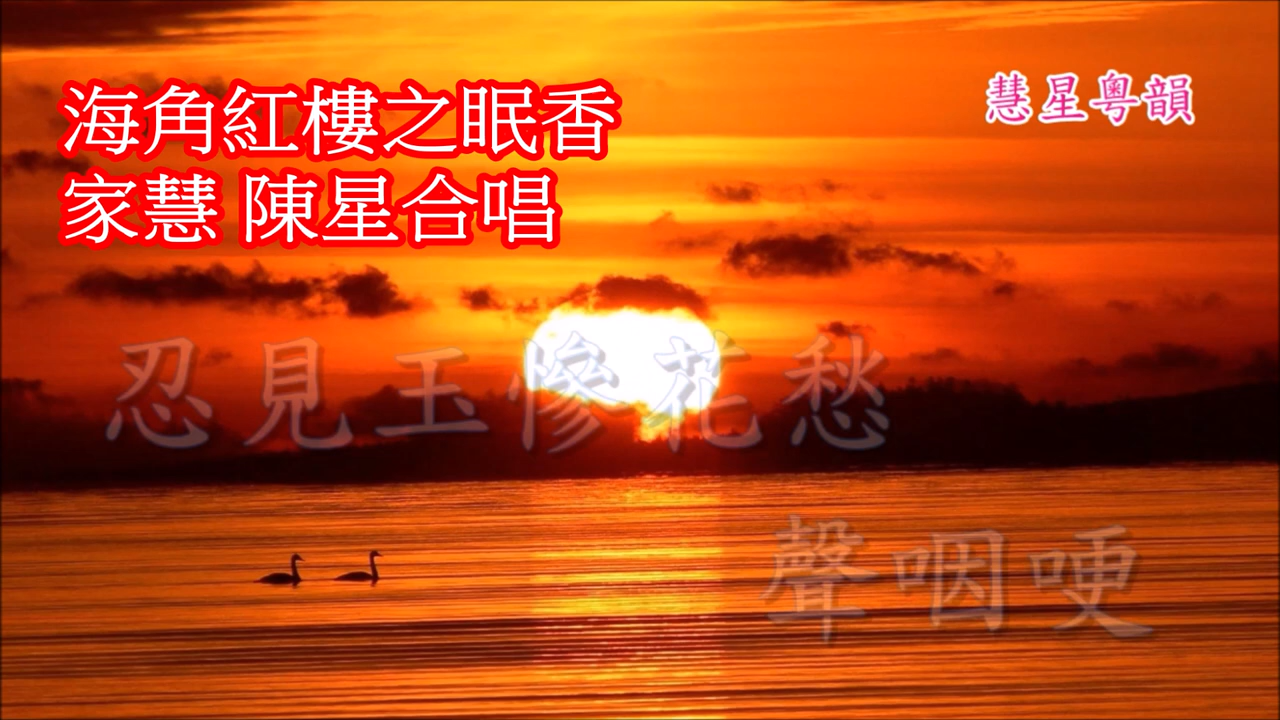 海角紅樓之眠香
慧星粵韻
家慧 陳星合唱
忍見玉慘花愁
聲咽哽